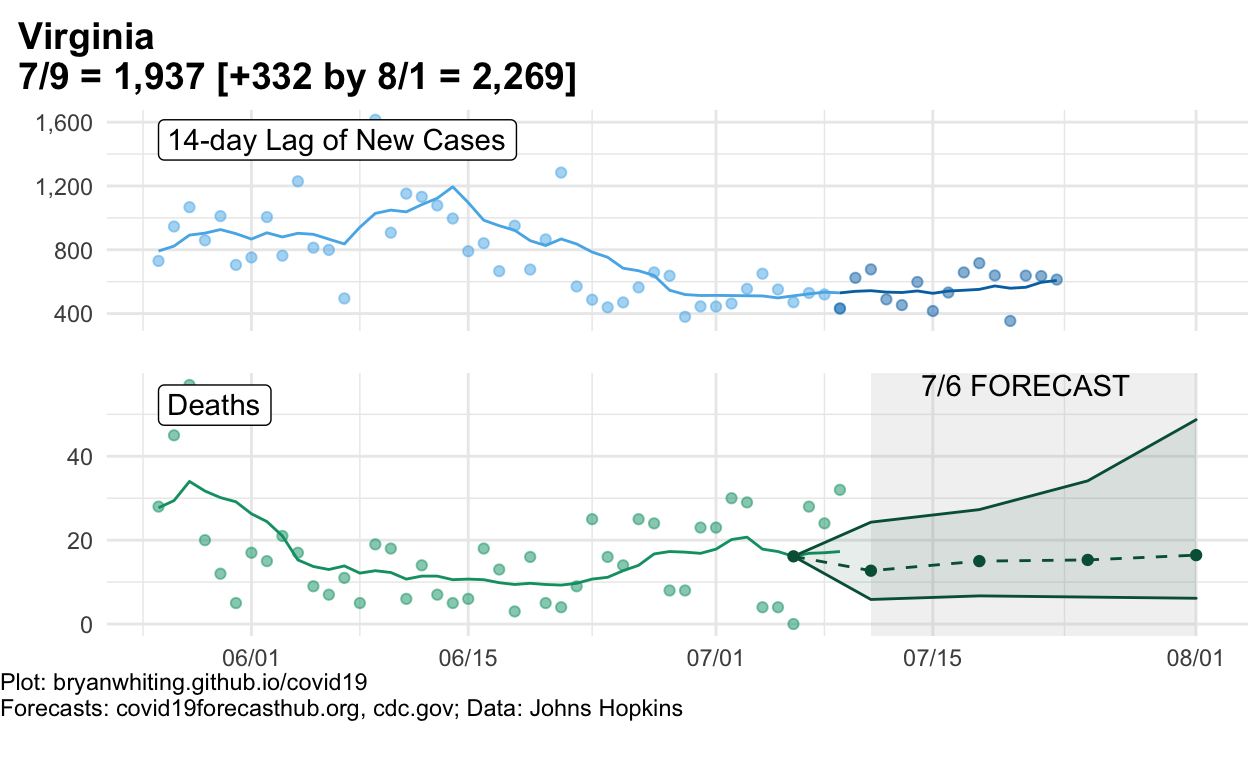 Virginia
7/9 = 1,937 [+332 by 8/1 = 2,269]
1,600
14-day Lag of New Cases
1,200
800
400
7/6 FORECAST
Deaths
40
20
0
06/01 06/15 07/01 07/15 08/01
Plot: bryanwhiting.github.io/covid19
Forecasts: covid19forecasthub.org, cdc.gov; Data: Johns Hopkins